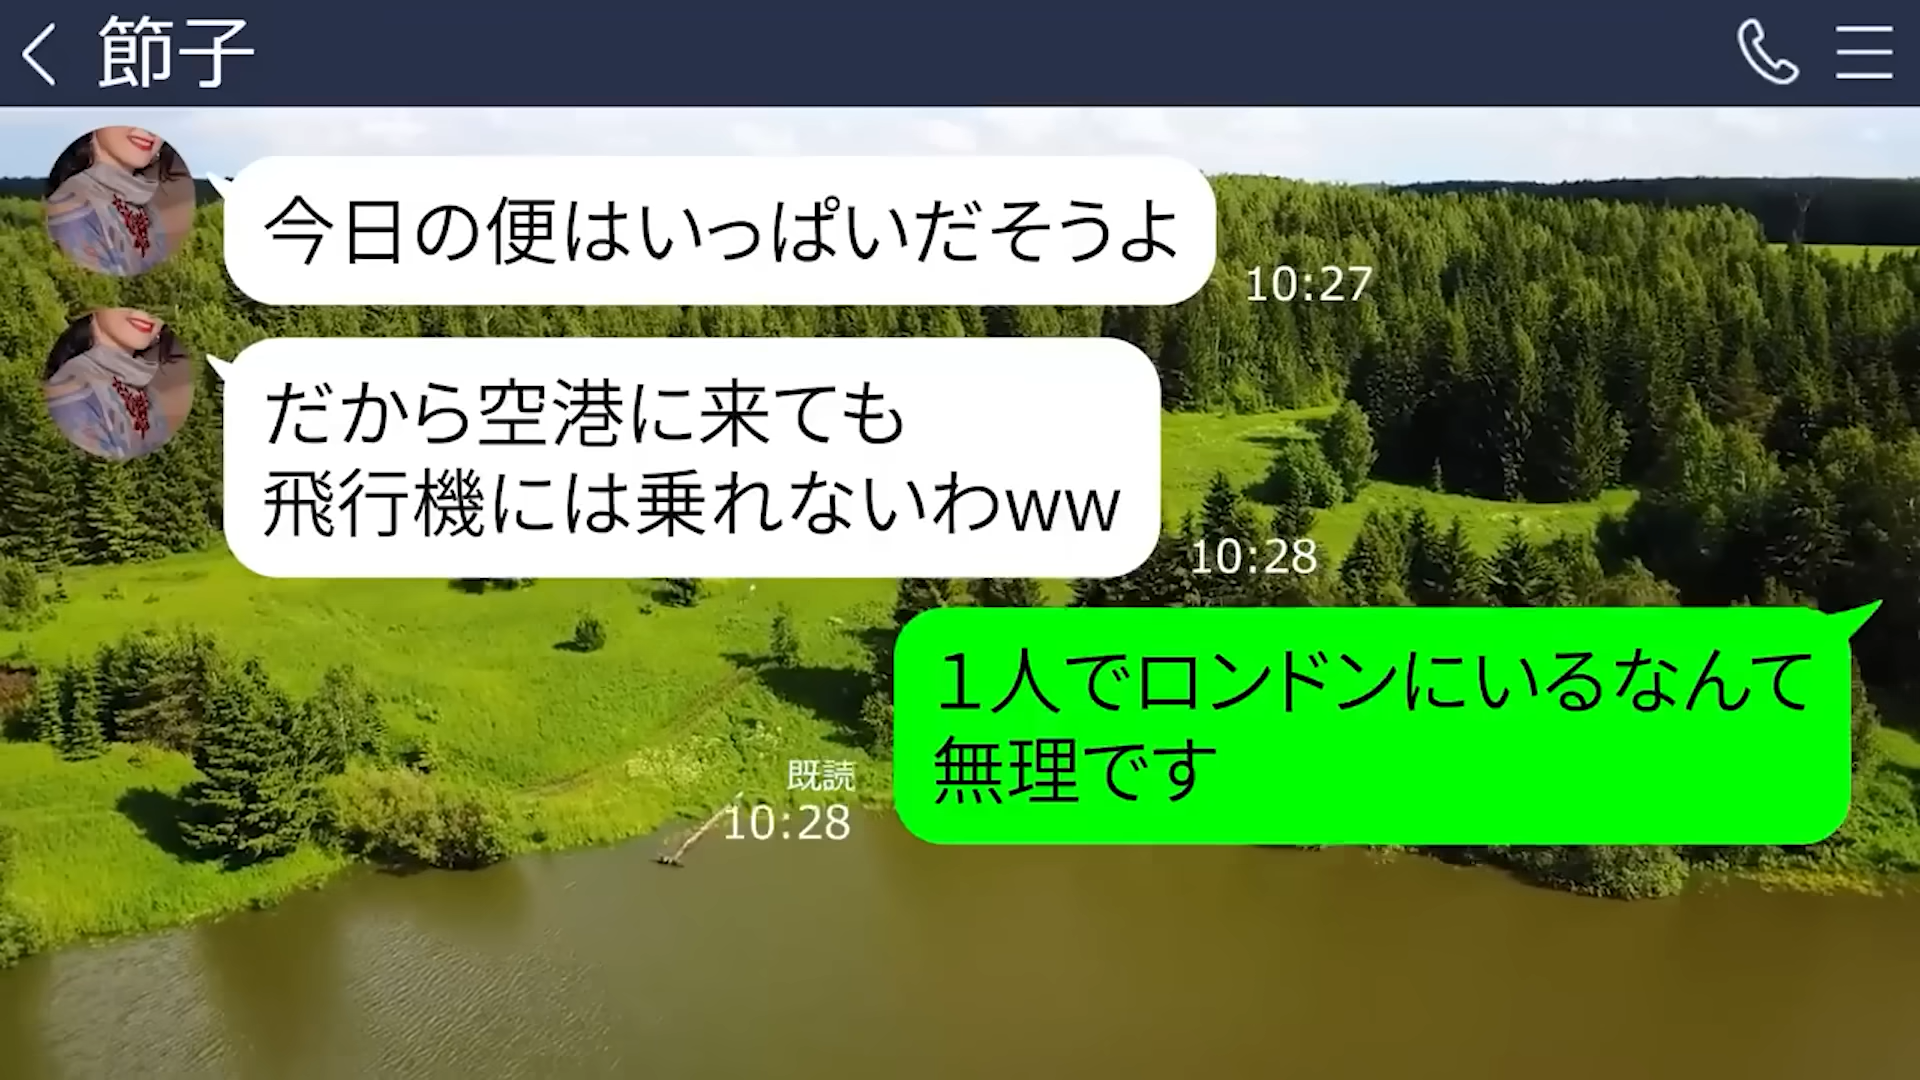 節子
今日の便はいっぱいだそうよ
10:27
だから空港に来ても
飛行機には乗れないわww
10:28
１人でロンドンにいるなんて
無理です
既読
10:28